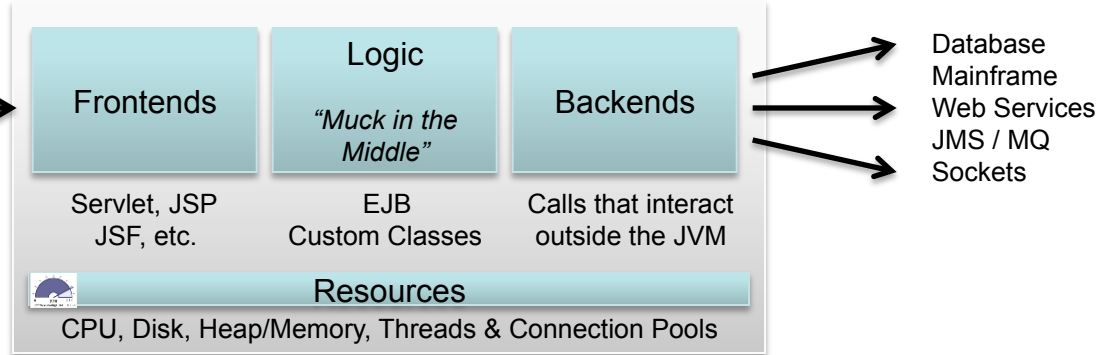 Frontends
Logic
“Muck in the
Middle”
Backends
Servlet, JSP
JSF, etc.
EJB
Custom Classes
Calls that interact
outside the JVM
Resources
CPU, Disk, Heap/Memory, Threads & Connection Pools
Database
Mainframe
Web Services
JMS / MQ
Sockets